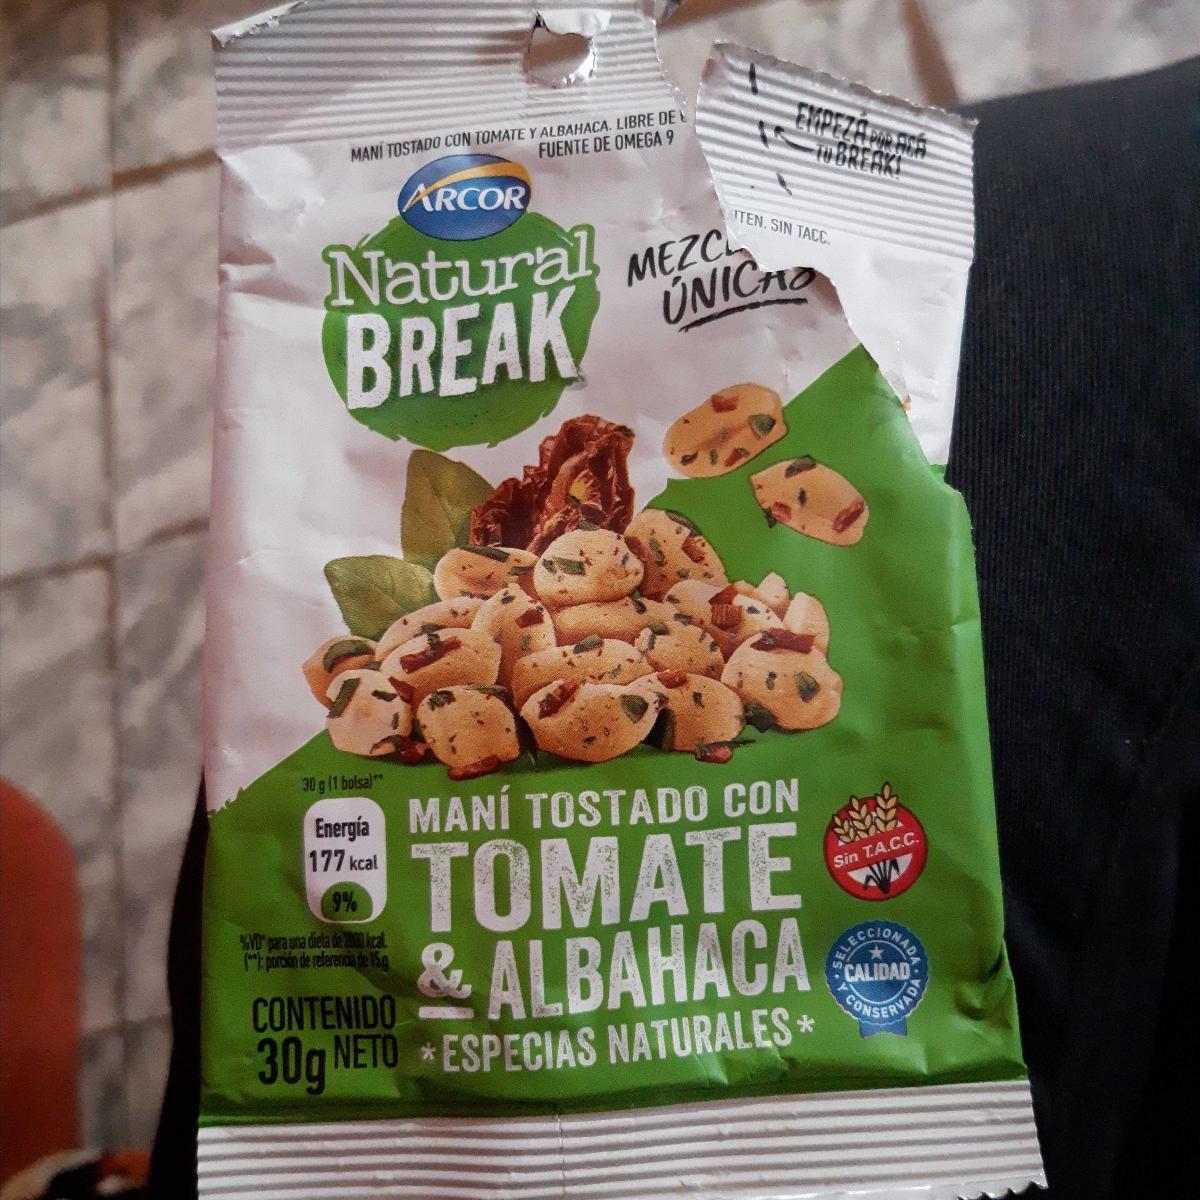 EMPEZÁ POR ACÁ
TU BREAK!
MANÍ TOSTADO CON TOMATE Y ALBAHACA. LIBRE DE
FUENTE DE OMEGA 9
SIN TACC.
ARCOR
Natural
BREAK
ÚNICAS
30 g (1 bolsa)**
Energía
177 kcal
9%
%VD* para una dieta de 2000 kcal.
(**): porción de referencia de 15g
CONTENIDO
30g NETO
MANÍ TOSTADO CON
TOMATE
& ALBAHACA
*ESPECIAS NATURALES*
Sin T.A.C.C.
SELECCIONADA
CALIDAD
Y CONSERVADA